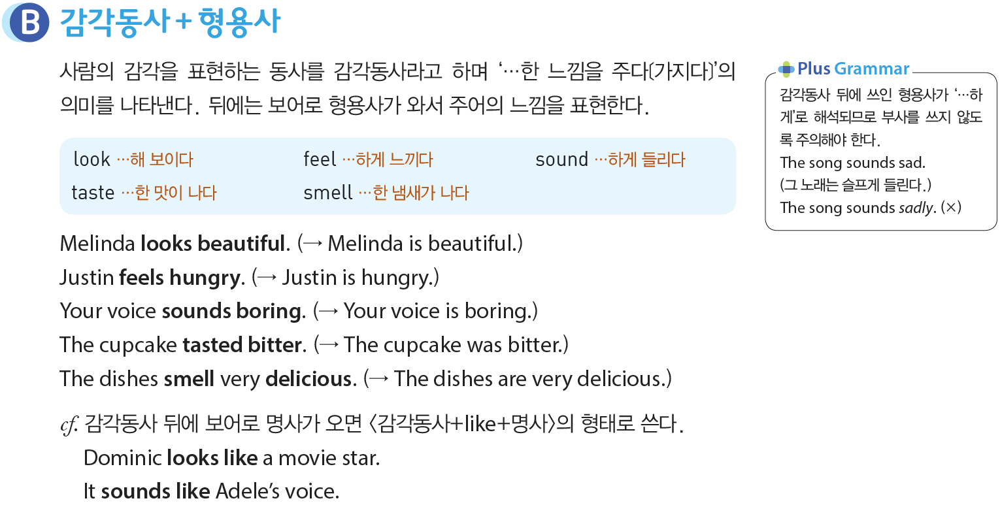 B 감각동사 + 형용사
사람의 감각을 표현하는 동사를 감각동사라고 하며 ‘…한 느낌을 주다〔가지다〕’의
의미를 나타낸다. 뒤에는 보어로 형용사가 와서 주어의 느낌을 표현한다.
look …해 보이다 feel …하게 느끼다 sound …하게 들리다
taste …한 맛이 나다 smell …한 냄새가 나다
Melinda looks beautiful. (→ Melinda is beautiful.)
Justin feels hungry. (→ Justin is hungry.)
Your voice sounds boring. (→ Your voice is boring.)
The cupcake tasted bitter. (→ The cupcake was bitter.)
The dishes smell very delicious. (→ The dishes are very delicious.)
cf. 감각동사 뒤에 보어로 명사가 오면 〈감각동사+like+명사〉의 형태로 쓴다.
Dominic looks like a movie star.
It sounds like Adele’s voice.
Plus Grammar
감각동사 뒤에 쓰인 형용사가 ‘…하
게’로 해석되므로 부사를 쓰지 않도
록 주의해야 한다.
The song sounds sad.
(그 노래는 슬프게 들린다.)
The song sounds sadly. (×)